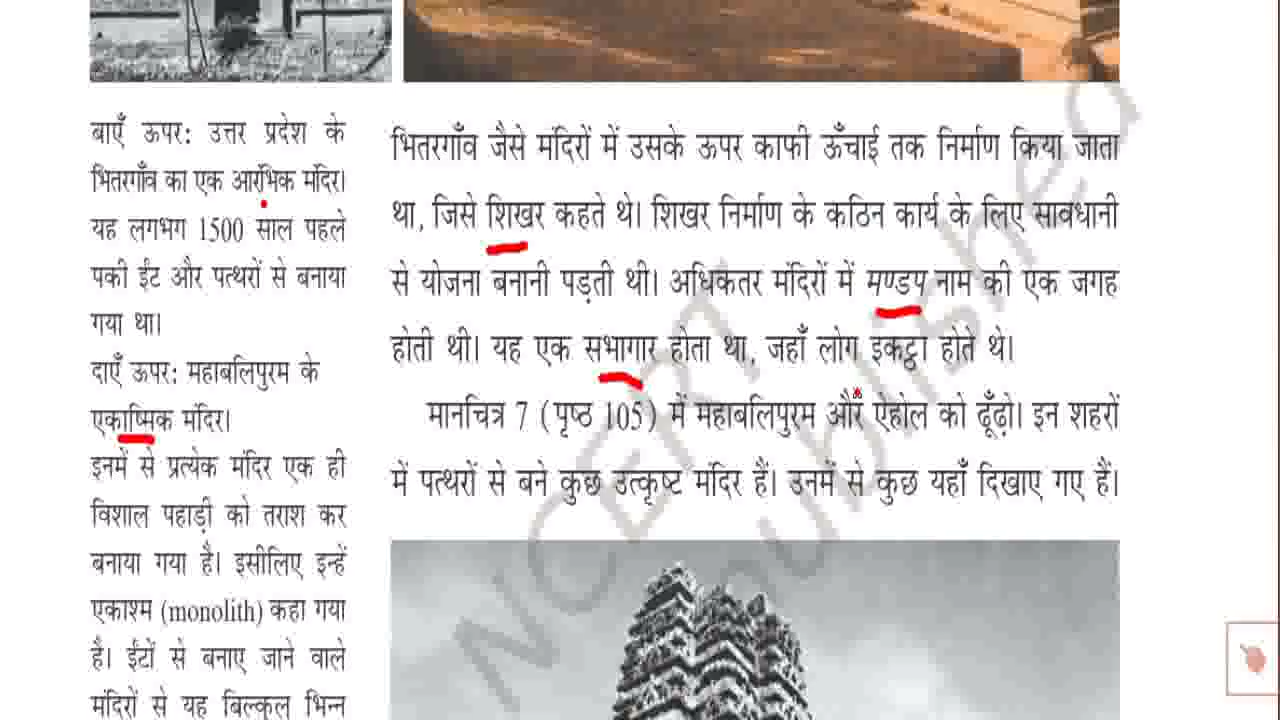 बाएँ ऊपर: उत्तर प्रदेश के
भितरगाँव का एक आरंभिक मंदिर।
यह लगभग 1500 साल पहले
पकी ईंट और पत्थरों से बनाया
गया था।
दाएँ ऊपर: महाबलिपुरम के
एकाष्मिक मंदिर।
इनमें से प्रत्येक मंदिर एक ही
विशाल पहाड़ी को तराश कर
बनाया गया है। इसीलिए इन्हें
एकाश्म (monolith) कहा गया
है। ईंटों से बनाए जाने वाले
मंदिरों से यह बिल्कुल भिन्न
भितरगाँव जैसे मंदिरों में उसके ऊपर काफी ऊँचाई तक निर्माण किया जाता
था, जिसे शिखर कहते थे। शिखर निर्माण के कठिन कार्य के लिए सावधानी
से योजना बनानी पड़ती थी। अधिकतर मंदिरों में मण्डप नाम की एक जगह
होती थी। यह एक सभागार होता था, जहाँ लोग इकट्ठा होते थे।
मानचित्र 7 (पृष्ठ 105) में महाबलिपुरम और ऐहोल को ढूँढ़ो। इन शहरों
में पत्थरों से बने कुछ उत्कृष्ट मंदिर हैं। उनमें से कुछ यहाँ दिखाए गए हैं।
NCERT
ublished